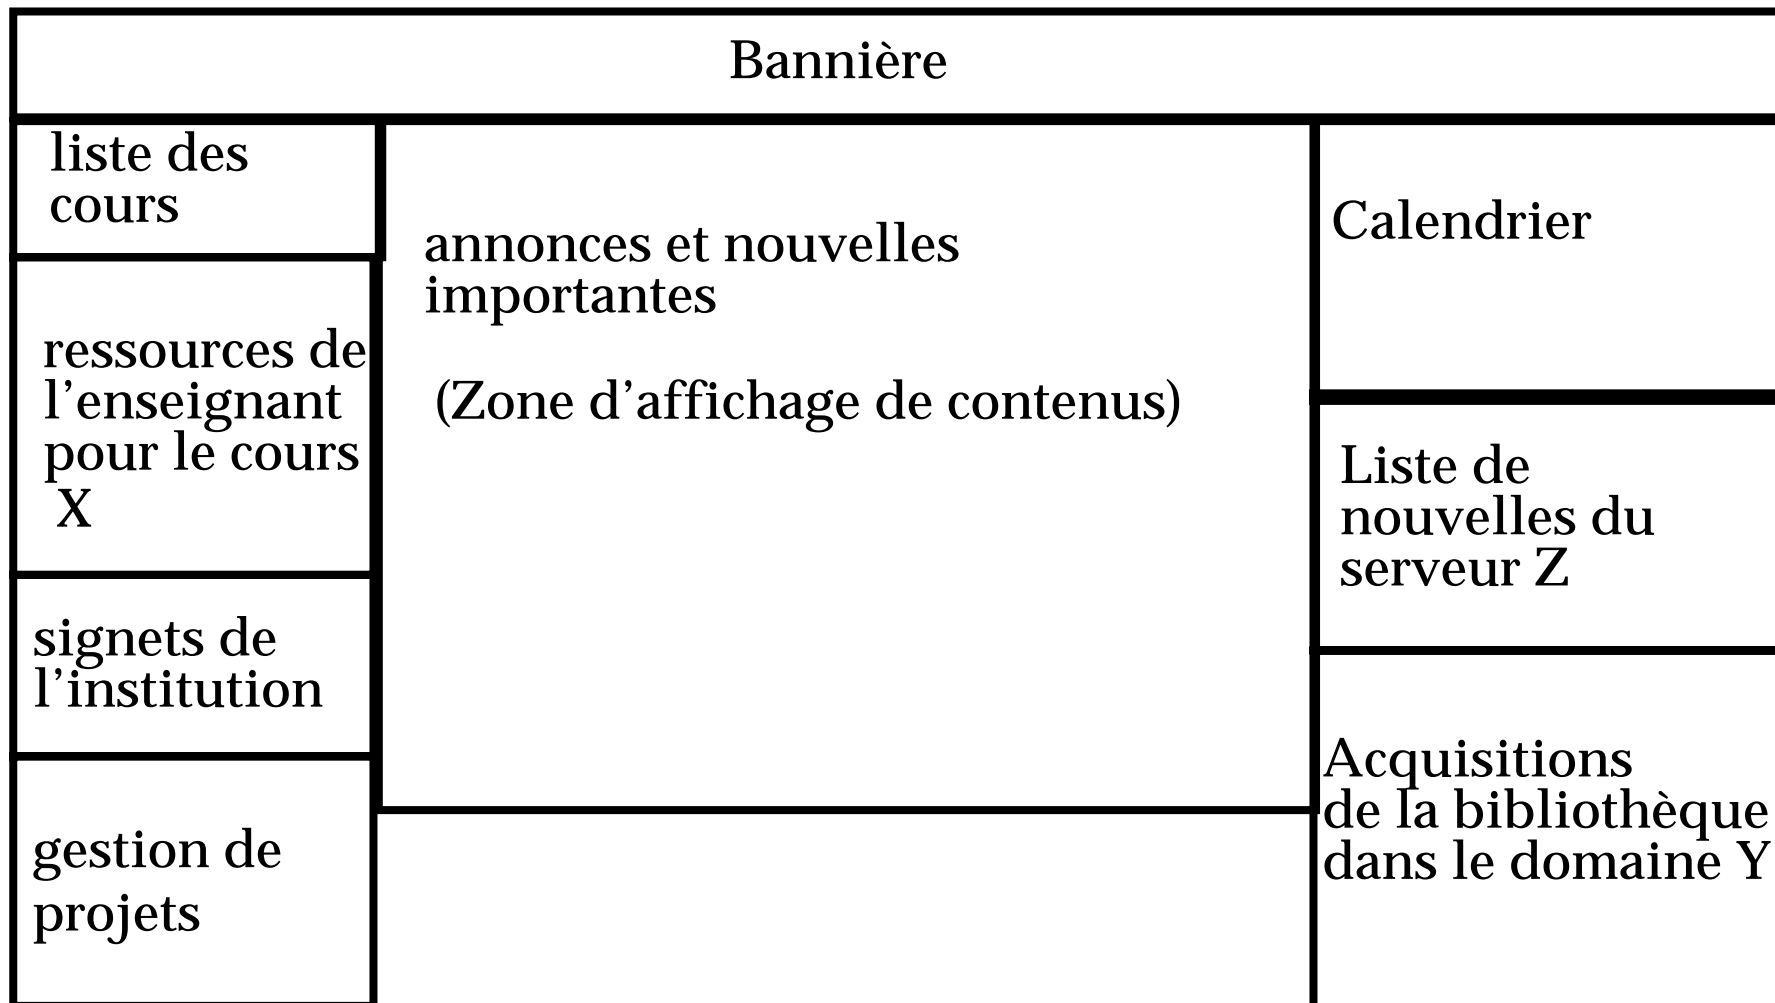 Bannière
liste des
cours
ressources de
l’enseignant
pour le cours
X
signets de
l’institution
gestion de
projets
annonces et nouvelles
importantes
(Zone d’affichage de contenus)
Calendrier
Liste de
nouvelles du
serveur Z
Acquisitions
de la bibliothèque
dans le domaine Y